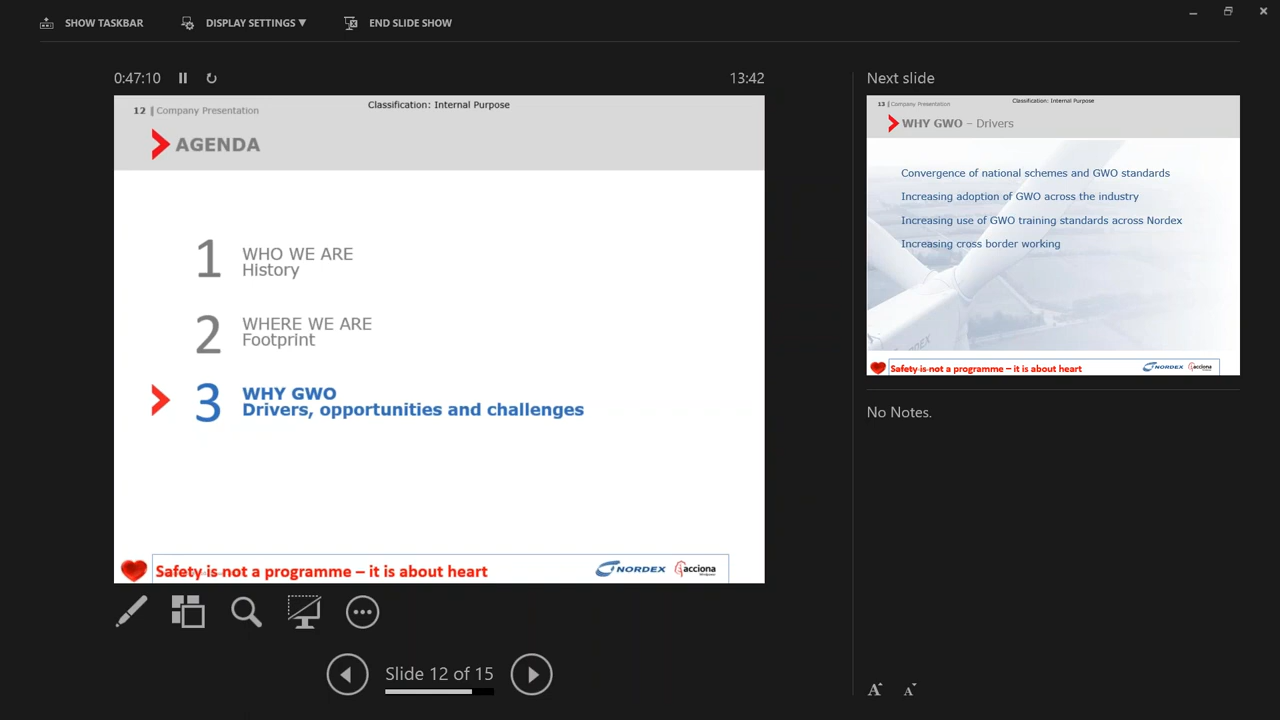 SHOW TASKBAR
DISPLAY SETTINGS ▼
END SLIDE SHOW
0:47:10
13:42
12 | Company Presentation
Classification: Internal Purpose
AGENDA
1
WHO WE ARE
History
2
WHERE WE ARE
Footprint
3
WHY GWO
Drivers, opportunities and challenges
Safety is not a programme – it is about heart
NORDEX
acciona
Slide 12 of 15
Next slide
13 | Company Presentation
Classification: Internal Purpose
WHY GWO – Drivers
Convergence of national schemes and GWO standards
Increasing adoption of GWO across the industry
Increasing use of GWO training standards across Nordex
Increasing cross border working
Safety is not a programme – it is about heart
NORDEX
acciona
No Notes.
A A